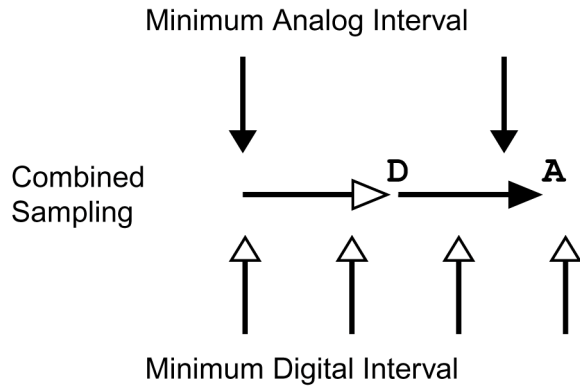 Minimum Analog Interval
D
A
Combined
Sampling
Minimum Digital Interval